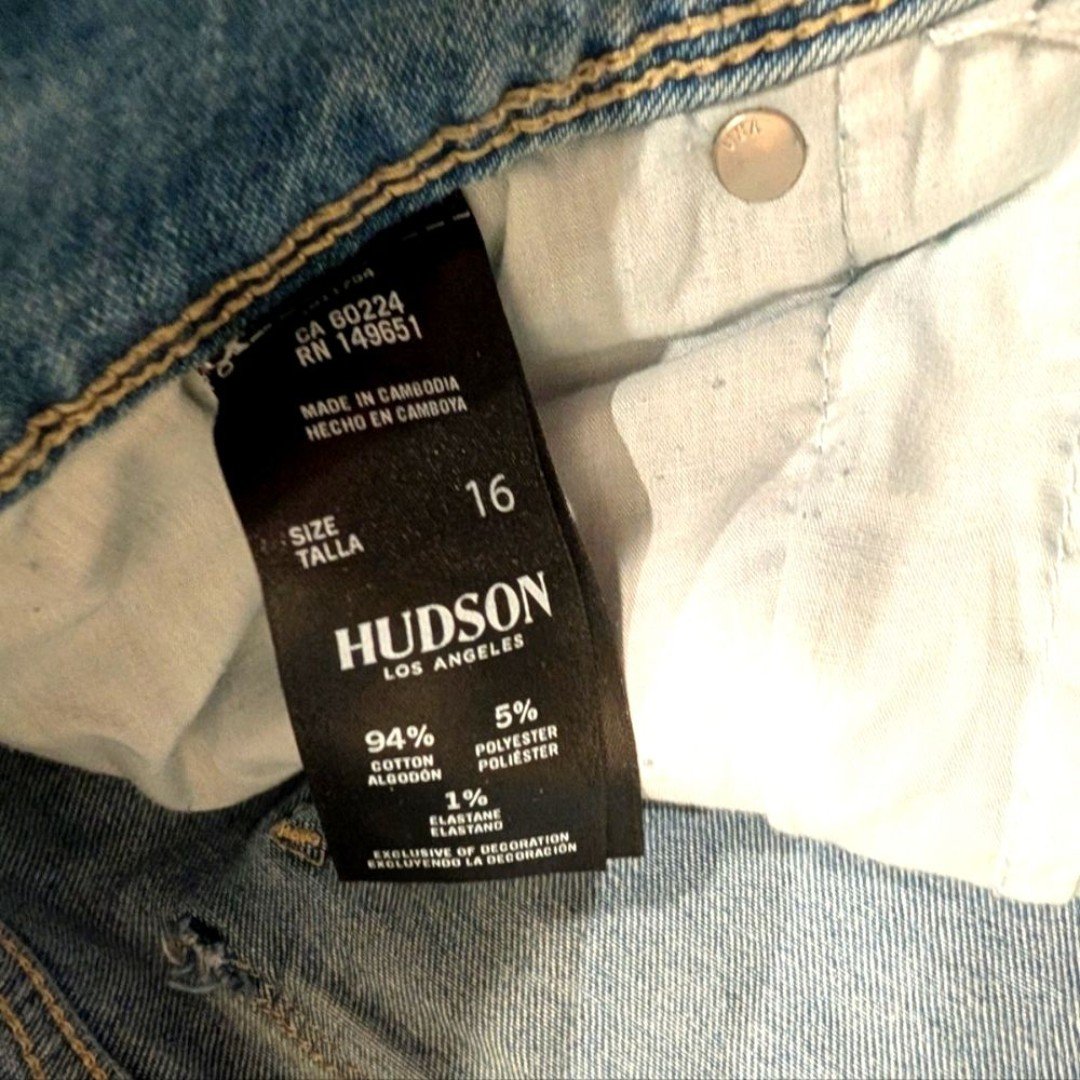 CA 60224
RN 149651
MADE IN CAMBODIA
HECHO EN CAMBOYA
SIZE
TALLA
16
HUDSON
LOS ANGELES
94%
COTTON
ALGODÓN
5%
POLYESTER
POLIÉSTER
1%
ELASTANE
ELASTANO
EXCLUSIVE OF DECORATION
EXCLUYENDO LA DECORACIÓN